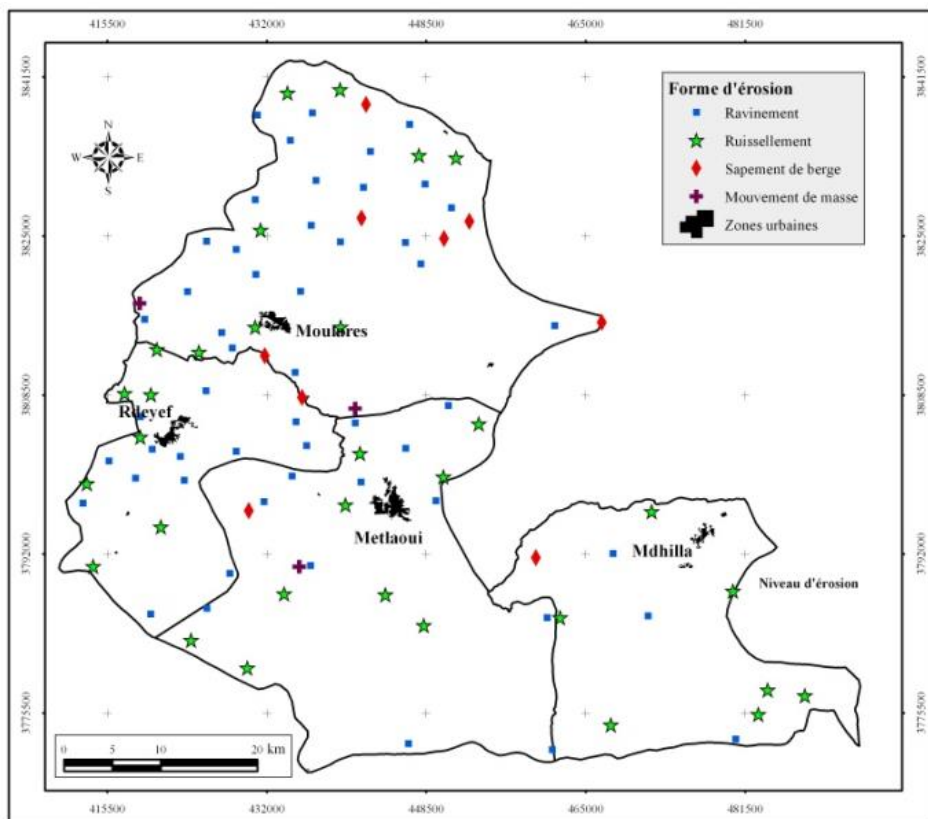 415500 432000 448500 465000 481500
3841500 3841500
Forme d'érosion
Ravinement
Ruissellement
Sapement de berge
Mouvement de masse
Zones urbaines
N
W E
S
3825000 3825000
Moulares
3808500 3808500
Rdeyef
Metlaoui
Mdhilla
3792000 3792000
Niveau d'érosion
3775500 3775500
0 5 10 20 km
415500 432000 448500 465000 481500